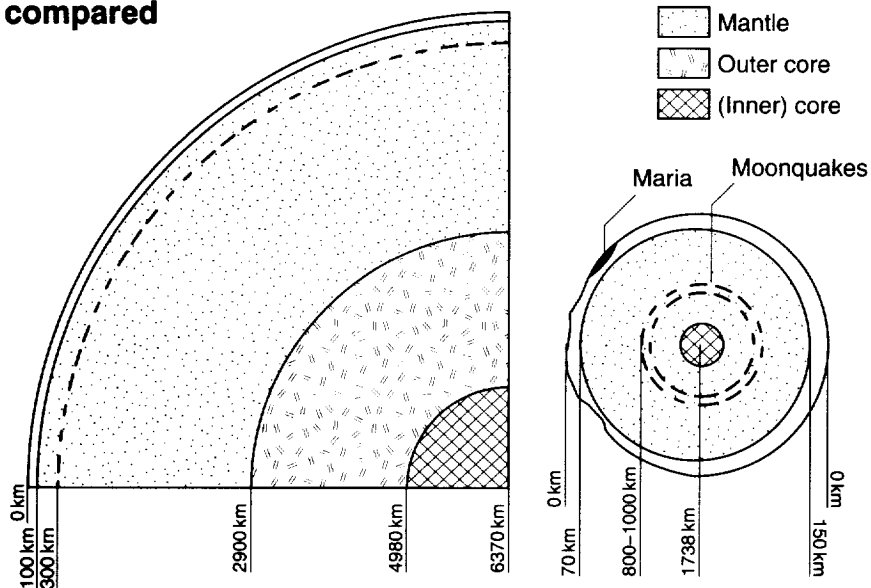 compared
Mantle
Outer core
(Inner) core
Maria
Moonquakes
0 km
100 km
300 km
2900 km
4980 km
6370 km
0 km
70 km
800–1000 km
1738 km
150 km
0 km